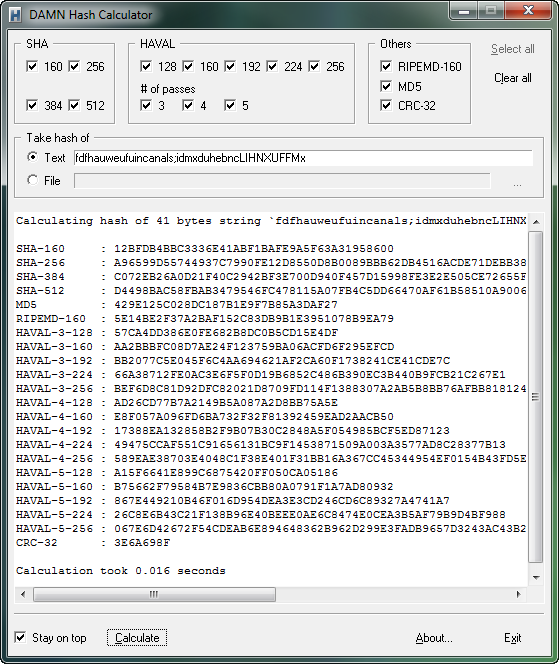 DAMN Hash Calculator
SHA
160 256
384 512
HAVAL
128 160 192 224 256
# of passes
3 4 5
Others
RIPEMD-160
MD5
CRC-32
Select all
Clear all
Take hash of
Text fdfhauweufuincanals;idmxduhebncLIHNXUFFMx
File ...
Calculating hash of 41 bytes string `fdfhauweufuincanals;idmxduhebncLIHNX
SHA-160 : 12BFDB4BBC3336E41ABF1BAFE9A5F63A31958600
SHA-256 : A96599D55744937C7990FE12D8550D8B0089BBB62DB4516ACDE71DEBB38
SHA-384 : C072EB26A0D21F40C2942BF3E700D940F457D15998FE3E2E505CE72655F
SHA-512 : D4498BAC58FBAB3479546FC478115A07FB4C5DD66470AF61B58510A9006
MD5 : 429E125C028DC187B1E9F7B85A3DAF27
RIPEMD-160 : 5E14BE2F37A2BAF152C83DB9B1E3951078B9EA79
HAVAL-3-128 : 57CA4DD386E0FE682B8DC0B5CD15E4DF
HAVAL-3-160 : AA2BBBFC08D7AE24F123759BA06ACFD6F295EFCD
HAVAL-3-192 : BB2077C5E045F6C4AA694621AF2CA60F1738241CE41CDE7C
HAVAL-3-224 : 66A38712FE0AC3E6F5F0D19B6852C486B390EC3B440B9FCB21C267E1
HAVAL-3-256 : BEF6D8C81D92DFC82021D8709FD114F1388307A2AB5B8BB76AFBB818124
HAVAL-4-128 : AD26CD77B7A2149B5A087A2D8BB75A5E
HAVAL-4-160 : E8F057A096FD6BA732F32F81392459EAD2AACB50
HAVAL-4-192 : 17388EA132858B2F9B07B30C2848A5F054985BCF5ED87123
HAVAL-4-224 : 49475CCAF551C91656131BC9F1453871509A003A3577AD8C28377B13
HAVAL-4-256 : 589EAE38703E4048C1F38E401F31BB16A367CC45344954EF0154B43FD5E
HAVAL-5-128 : A15F6641E899C6875420FF050CA05186
HAVAL-5-160 : B75662F79584B7E9836CBB80A0791F1A7AD80932
HAVAL-5-192 : 867E449210B46F016D954DEA3E3CD246CD6C89327A4741A7
HAVAL-5-224 : 26C8E6B43C21F138B96E40BEEE0AE6C8474E0CEA3B5AF79B9D4BF988
HAVAL-5-256 : 067E6D42672F54CDEAB6E894648362B962D299E3FADB9657D3243AC43B2
CRC-32 : 3E6A698F
Calculation took 0.016 seconds
Stay on top
Calculate
About...
Exit